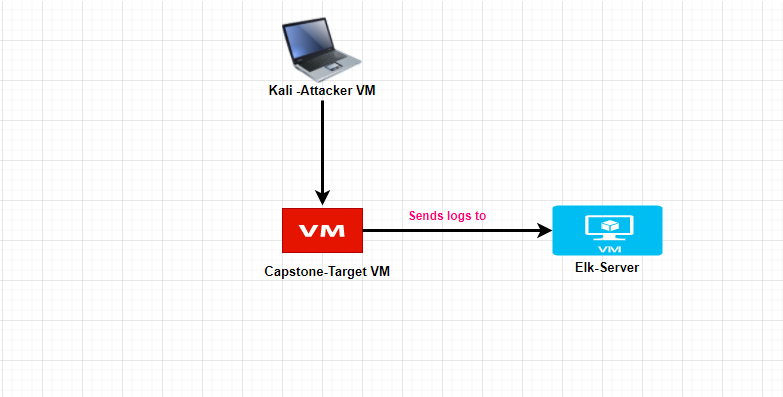 Kali -Attacker VM
VM
Sends logs to
VM
Capstone-Target VM
Elk-Server